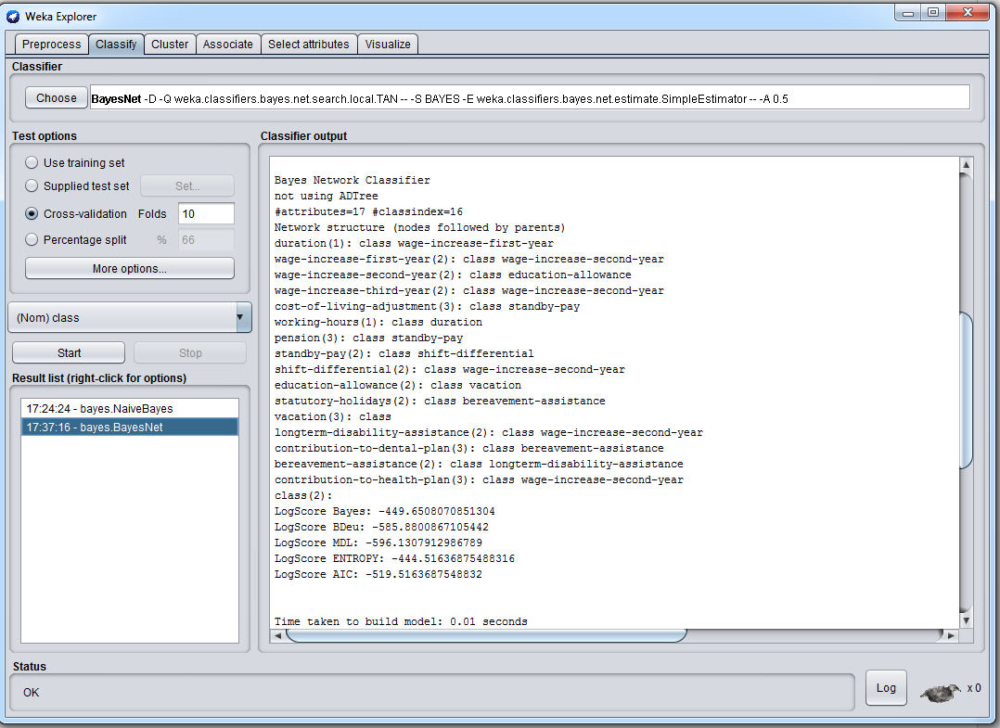 Weka Explorer
Preprocess Classify Cluster Associate Select attributes Visualize
Classifier
Choose BayesNet -D -Q weka.classifiers.bayes.net.search.local.TAN -- -S BAYES -E weka.classifiers.bayes.net.estimate.SimpleEstimator -- -A 0.5
Test options
Use training set
Supplied test set Set...
Cross-validation Folds 10
Percentage split % 66
More options...
(Nom) class
Start Stop
Result list (right-click for options)
17:24:24 - bayes.NaiveBayes
17:37:16 - bayes.BayesNet
Classifier output
Bayes Network Classifier
not using ADTree
#attributes=17 #classindex=16
Network structure (nodes followed by parents)
duration(1): class wage-increase-first-year
wage-increase-first-year(2): class wage-increase-second-year
wage-increase-second-year(2): class education-allowance
wage-increase-third-year(2): class wage-increase-second-year
cost-of-living-adjustment(3): class standby-pay
working-hours(1): class duration
pension(3): class standby-pay
standby-pay(2): class shift-differential
shift-differential(2): class wage-increase-second-year
education-allowance(2): class vacation
statutory-holidays(2): class bereavement-assistance
vacation(3): class
longterm-disability-assistance(2): class wage-increase-second-year
contribution-to-dental-plan(3): class bereavement-assistance
bereavement-assistance(2): class longterm-disability-assistance
contribution-to-health-plan(3): class wage-increase-second-year
class(2):
LogScore Bayes: -449.6508070851304
LogScore BDeu: -585.8800867105442
LogScore MDL: -596.1307912986789
LogScore ENTROPY: -444.51636875488316
LogScore AIC: -519.5163687548832
Time taken to build model: 0.01 seconds
Status
OK
Log x 0